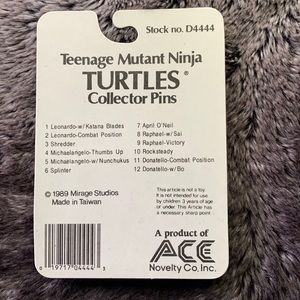 Stock no. D4444
Teenage Mutant Ninja
TURTLES®
Collector Pins
1 Leonardo-w/Katana Blades
2 Leonardo-Combat Position
3 Shredder
4 Michaelangelo-Thumbs Up
5 Michaelangelo-w/Nunchukus
6 Splinter
7 April O'Neil
8 Raphael-w/Sai
9 Raphael-Victory
10 Rocksteady
11 Donatello-Combat Position
12 Donatello-w/Bo
© 1989 Mirage Studios
Made in Taiwan
This article is not a toy.
It is not intended for use
by children 3 years of age
or under. This Article has
a necessary sharp point.
0 19717 04444 3
A product of
ACE
Novelty Co., Inc.